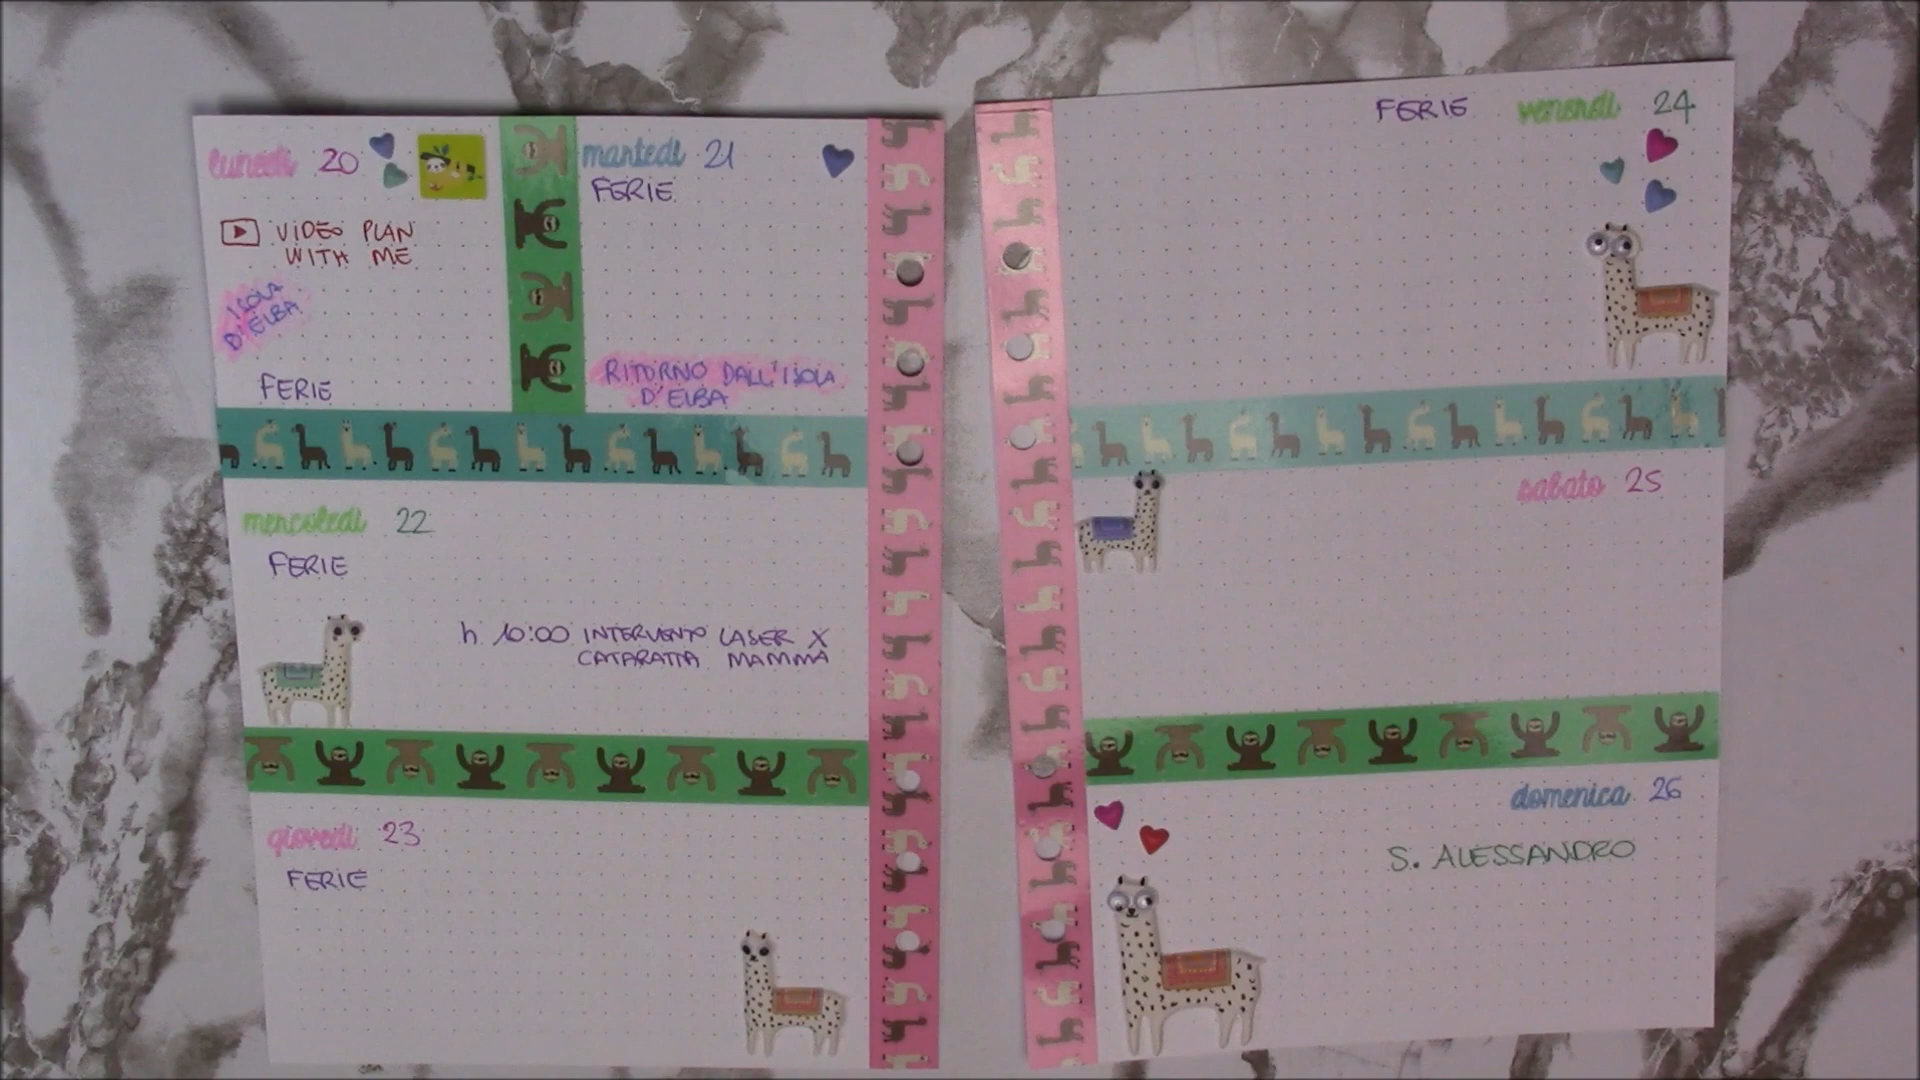 lunedì 20
VIDEO PLAN
WITH ME
ISOLA
D'ELBA
FERIE
martedì 21
FERIE
RITORNO DALL'ISOLA
D'ELBA
mercoledì 22
FERIE
h 10:00 INTERVENTO LASER X
CATARATTA MAMMA
giovedì 23
FERIE
FERIE venerdì 24
sabato 25
domenica 26
S. ALESSANDRO